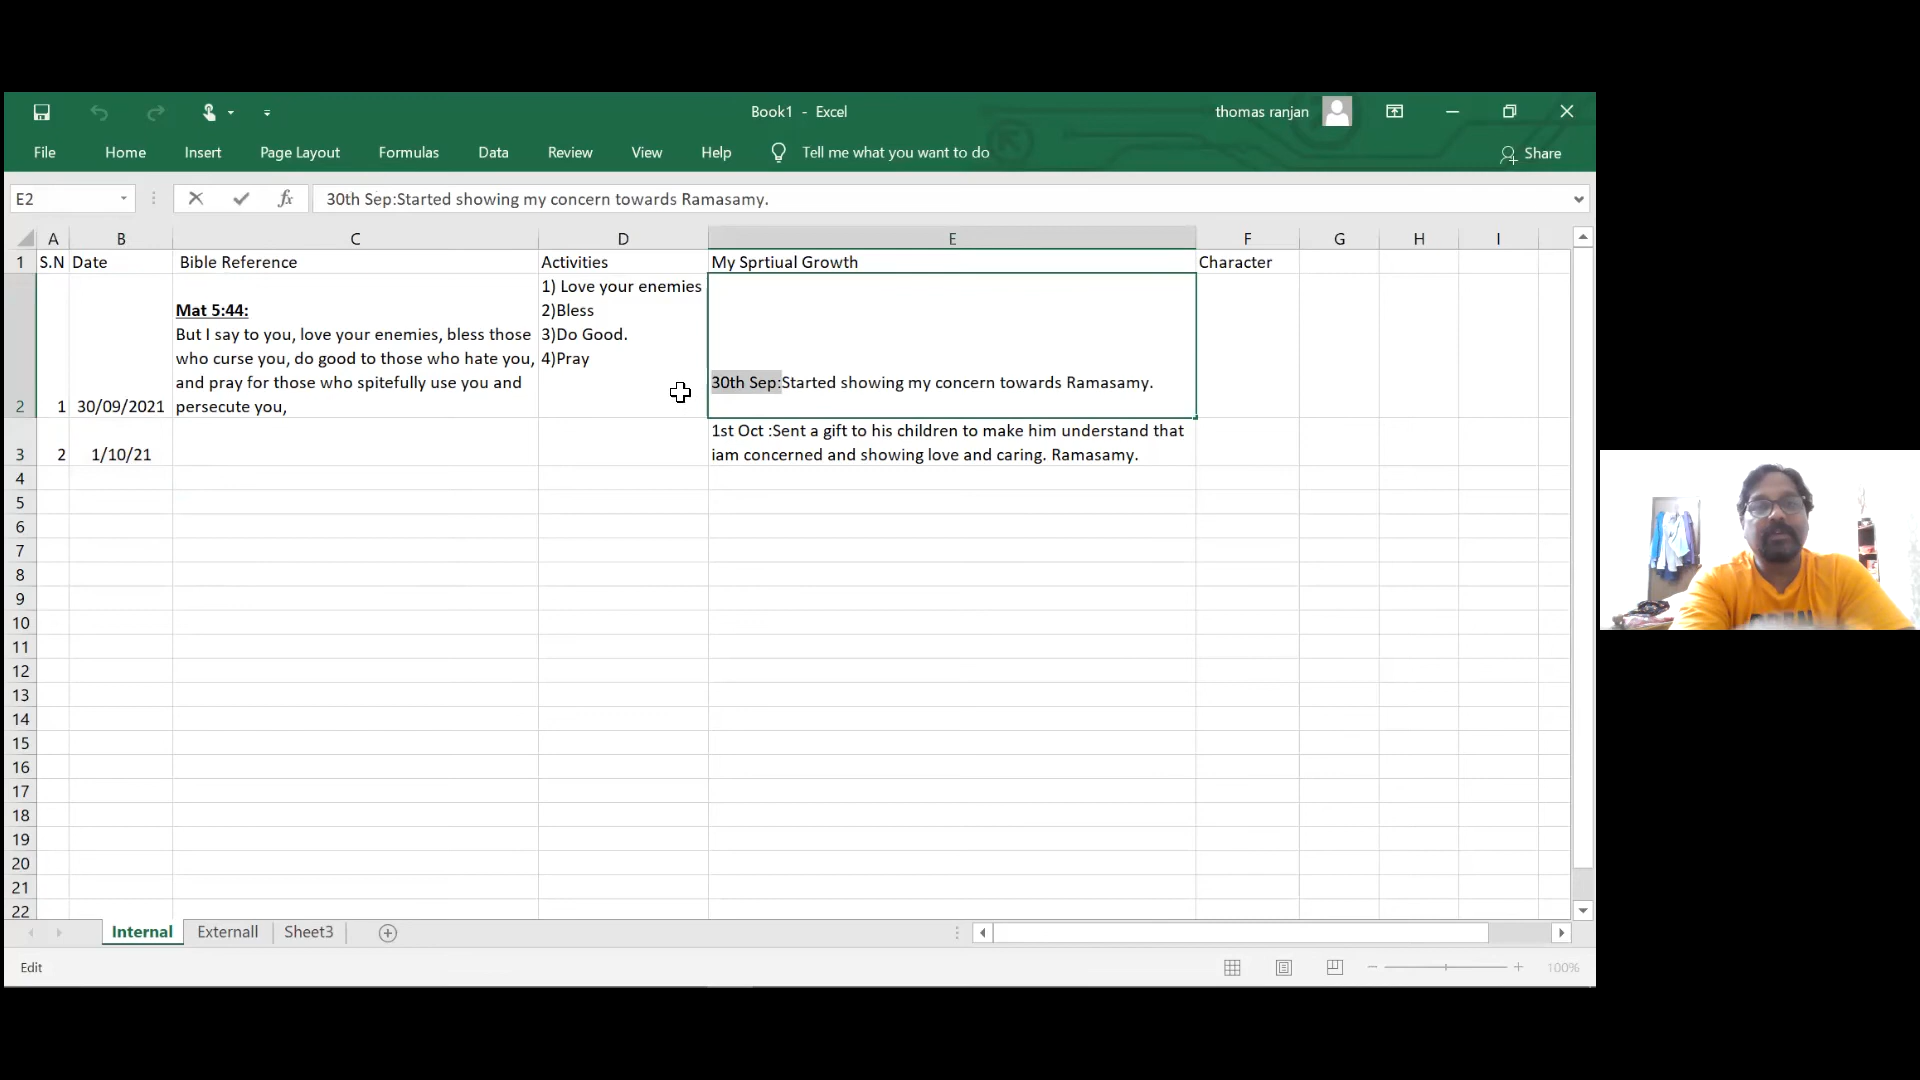 Book1 - Excel
thomas ranjan
File Home Insert Page Layout Formulas Data Review View Help Tell me what you want to do Share
E2 fx 30th Sep:Started showing my concern towards Ramasamy.
A B C D E F G H I
1 S.N Date Bible Reference Activities My Sprtiual Growth Character
1) Love your enemies
Mat 5:44: 2)Bless
But I say to you, love your enemies, bless those 3)Do Good.
who curse you, do good to those who hate you, 4)Pray
and pray for those who spitefully use you and 30th Sep:Started showing my concern towards Ramasamy.
2 1 30/09/2021 persecute you,
1st Oct :Sent a gift to his children to make him understand that
3 2 1/10/21 iam concerned and showing love and caring. Ramasamy.
4
5
6
7
8
9
10
11
12
13
14
15
16
17
18
19
20
21
22
Internal Externall Sheet3
Edit 100%